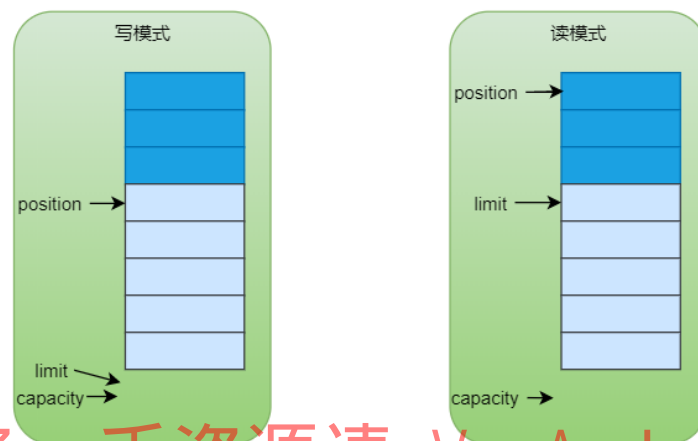 写模式
position
limit
capacity
读模式
position
limit
capacity